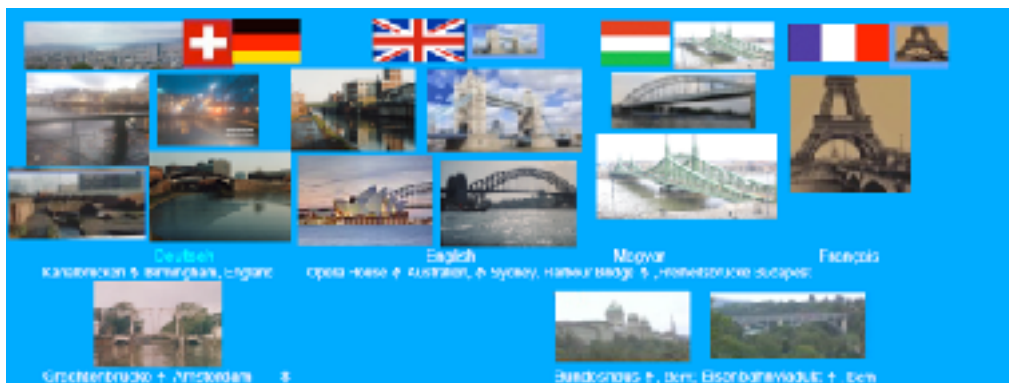 Deutsch English Magyar Français
Kanalbrücken Birmingham, England Opera House Australien, Sydney, Harbour Bridge Freiheitsbrücke Budapest
Grachtenbrücke Amsterdam
Bundeshaus Bern, Eisenbahnviadukt Bern